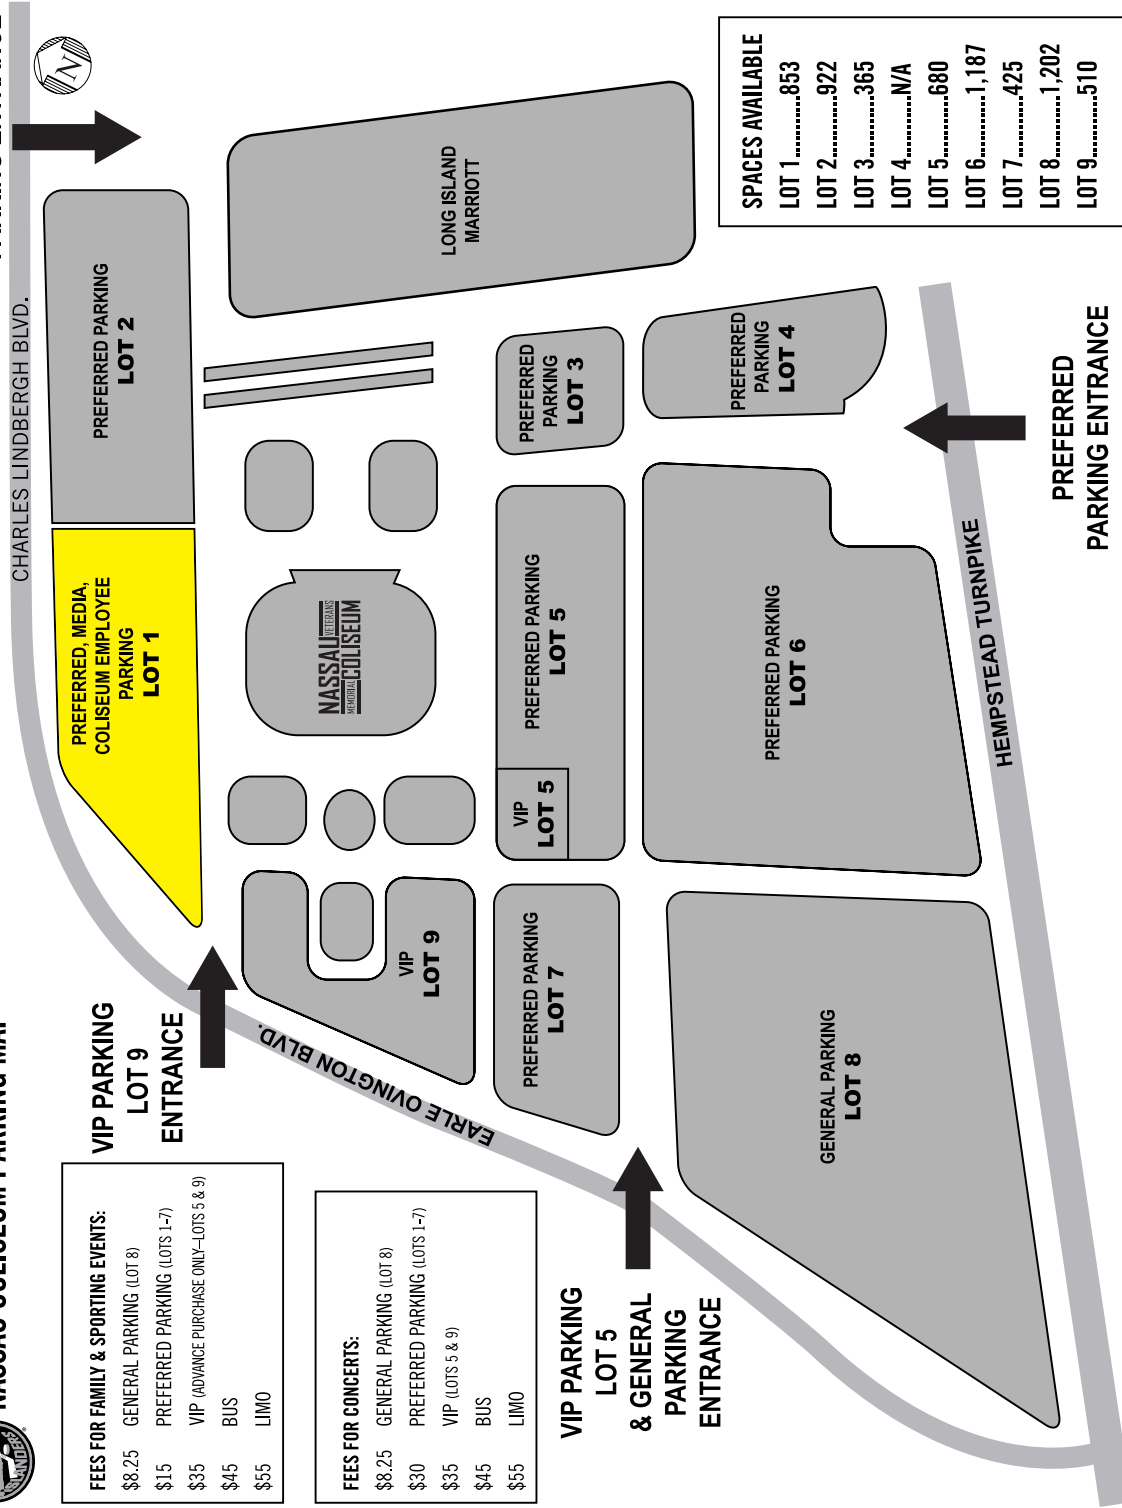 NASSAU COLISEUM PARKING MAP
ISLANDERS
PARKING ENTRANCE
CHARLES LINDBERGH BLVD.
N
VIP PARKING
LOT 9
ENTRANCE
PREFERRED, MEDIA,
COLISEUM EMPLOYEE
PARKING
LOT 1
PREFERRED PARKING
LOT 2
FEES FOR FAMILY & SPORTING EVENTS:
$8.25 GENERAL PARKING (LOT 8)
$15 PREFERRED PARKING (LOTS 1-7)
$35 VIP (ADVANCE PURCHASE ONLY–LOTS 5 & 9)
$45 BUS
$55 LIMO
EARLE OVINGTON BLVD.
NASSAU
VETERANS
MEMORIAL
COLISEUM
VIP
LOT 9
LONG ISLAND
MARRIOTT
FEES FOR CONCERTS:
$8.25 GENERAL PARKING (LOT 8)
$30 PREFERRED PARKING (LOTS 1-7)
$35 VIP (LOTS 5 & 9)
$45 BUS
$55 LIMO
PREFERRED PARKING
LOT 7
VIP
LOT 5
PREFERRED PARKING
LOT 5
PREFERRED
PARKING
LOT 3
VIP PARKING
LOT 5
& GENERAL
PARKING
ENTRANCE
GENERAL PARKING
LOT 8
PREFERRED PARKING
LOT 6
PREFERRED
PARKING
LOT 4
SPACES AVAILABLE
LOT 1............853
LOT 2............922
LOT 3............365
LOT 4............N/A
LOT 5............680
LOT 6............1,187
LOT 7............425
LOT 8............1,202
LOT 9............510
HEMPSTEAD TURNPIKE
PREFERRED
PARKING ENTRANCE